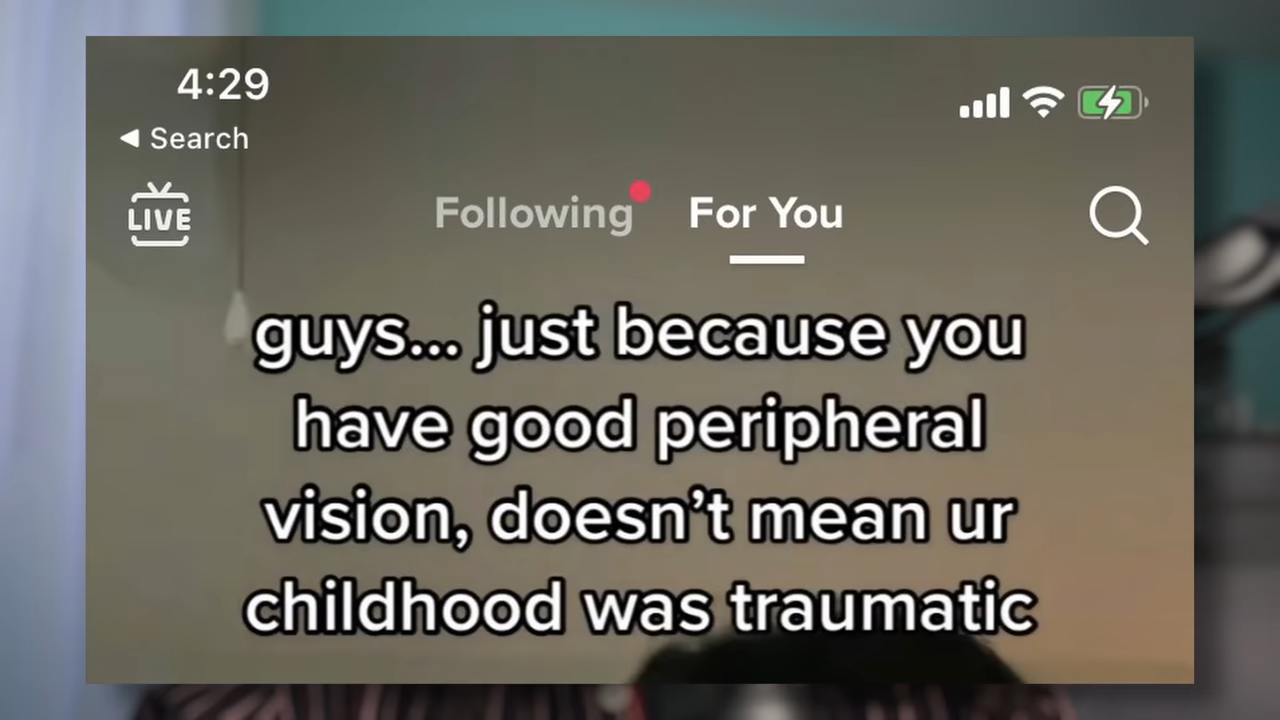 4:29
Search
LIVE
Following
For You
guys... just because you
have good peripheral
vision, doesn't mean ur
childhood was traumatic